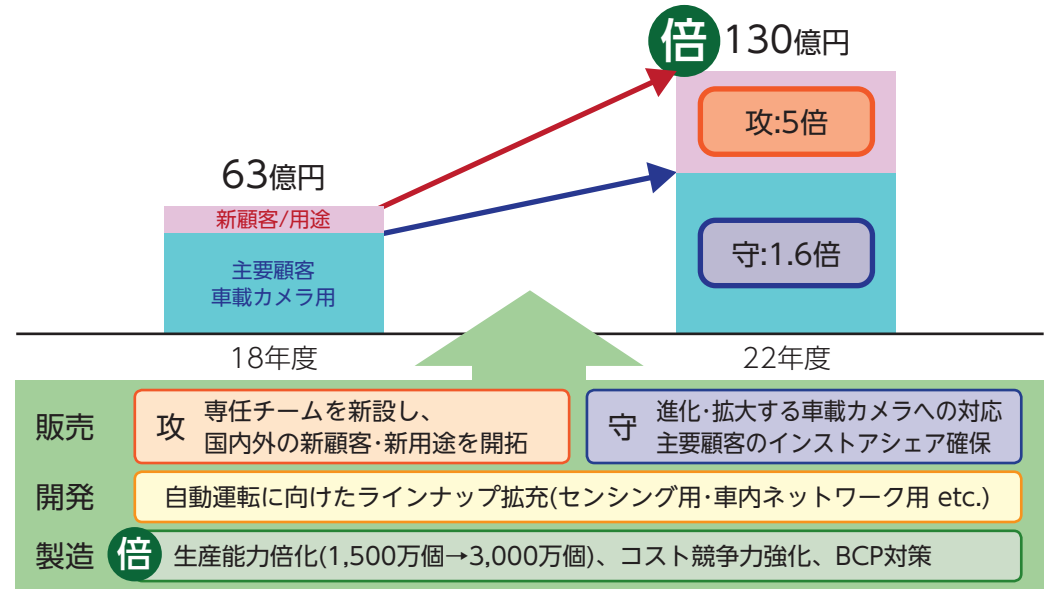 倍 130億円
攻:5倍
63億円
新顧客/用途
主要顧客
車載カメラ用
守:1.6倍
18年度
22年度
販売
攻
専任チームを新設し、
国内外の新顧客・新用途を開拓
守
進化・拡大する車載カメラへの対応
主要顧客のインストアシェア確保
開発
自動運転に向けたラインナップ拡充(センシング用・車内ネットワーク用 etc.)
製造
倍 生産能力倍化(1,500万個→3,000万個)、コスト競争力強化、BCP対策